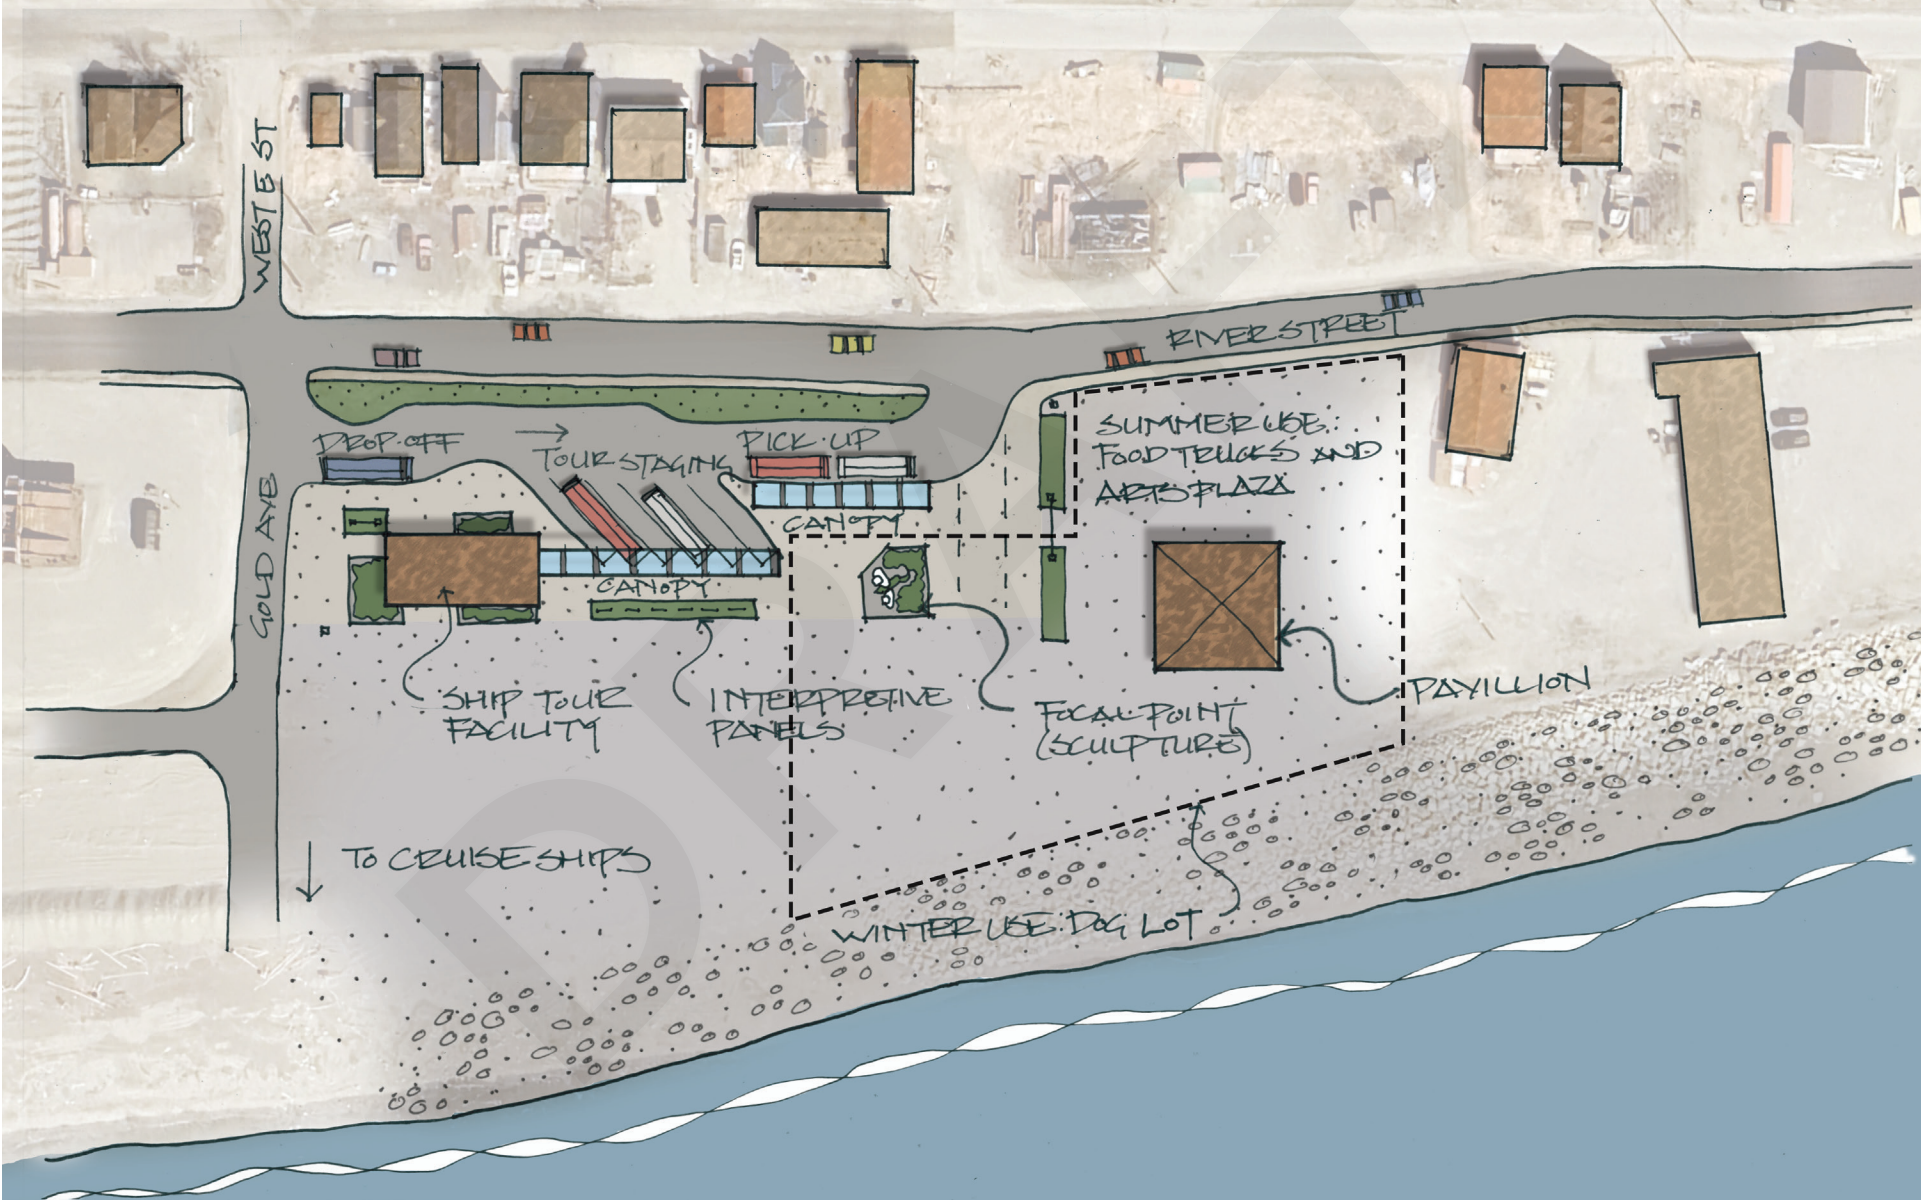 WEST E ST
RIVER STREET
DROP-OFF
PICK-UP
TOUR STAGING
SUMMER USE:
FOOD TRUCKS AND
ARTS PLAZA
CANOPY
CANOPY
GOLD AVE
SHIP TOUR
FACILITY
INTERPRETIVE
PANELS
FOCAL POINT
(SCULPTURE)
PAVILLION
TO CRUISE SHIPS
WINTER USE: DOG LOT
DRAFT